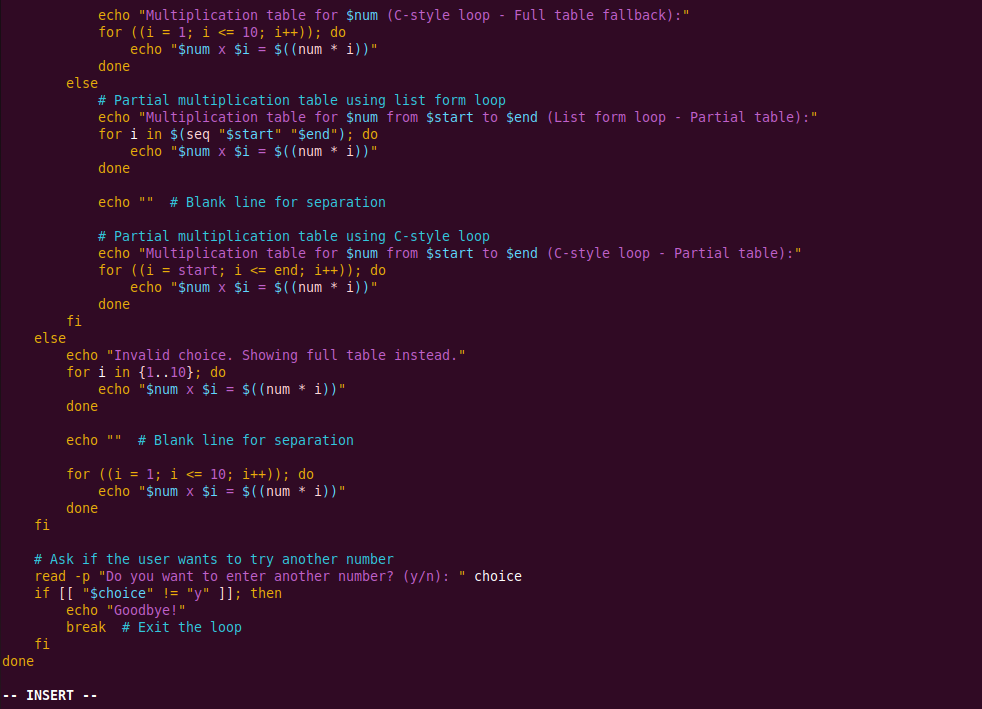 echo "Multiplication table for $num (C-style loop - Full table fallback):"
            for ((i = 1; i <= 10; i++)); do
                echo "$num x $i = $((num * i))"
            done
        else
            # Partial multiplication table using list form loop
            echo "Multiplication table for $num from $start to $end (List form loop - Partial table):"
            for i in $(seq "$start" "$end"); do
                echo "$num x $i = $((num * i))"
            done

            echo ""  # Blank line for separation

            # Partial multiplication table using C-style loop
            echo "Multiplication table for $num from $start to $end (C-style loop - Partial table):"
            for ((i = start; i <= end; i++)); do
                echo "$num x $i = $((num * i))"
            done
        fi
    else
        echo "Invalid choice. Showing full table instead."
        for i in {1..10}; do
            echo "$num x $i = $((num * i))"
        done

        echo ""  # Blank line for separation

        for ((i = 1; i <= 10; i++)); do
            echo "$num x $i = $((num * i))"
        done
    fi

    # Ask if the user wants to try another number
    read -p "Do you want to enter another number? (y/n): " choice
    if [[ "$choice" != "y" ]]; then
        echo "Goodbye!"
        break  # Exit the loop
    fi
done

-- INSERT --